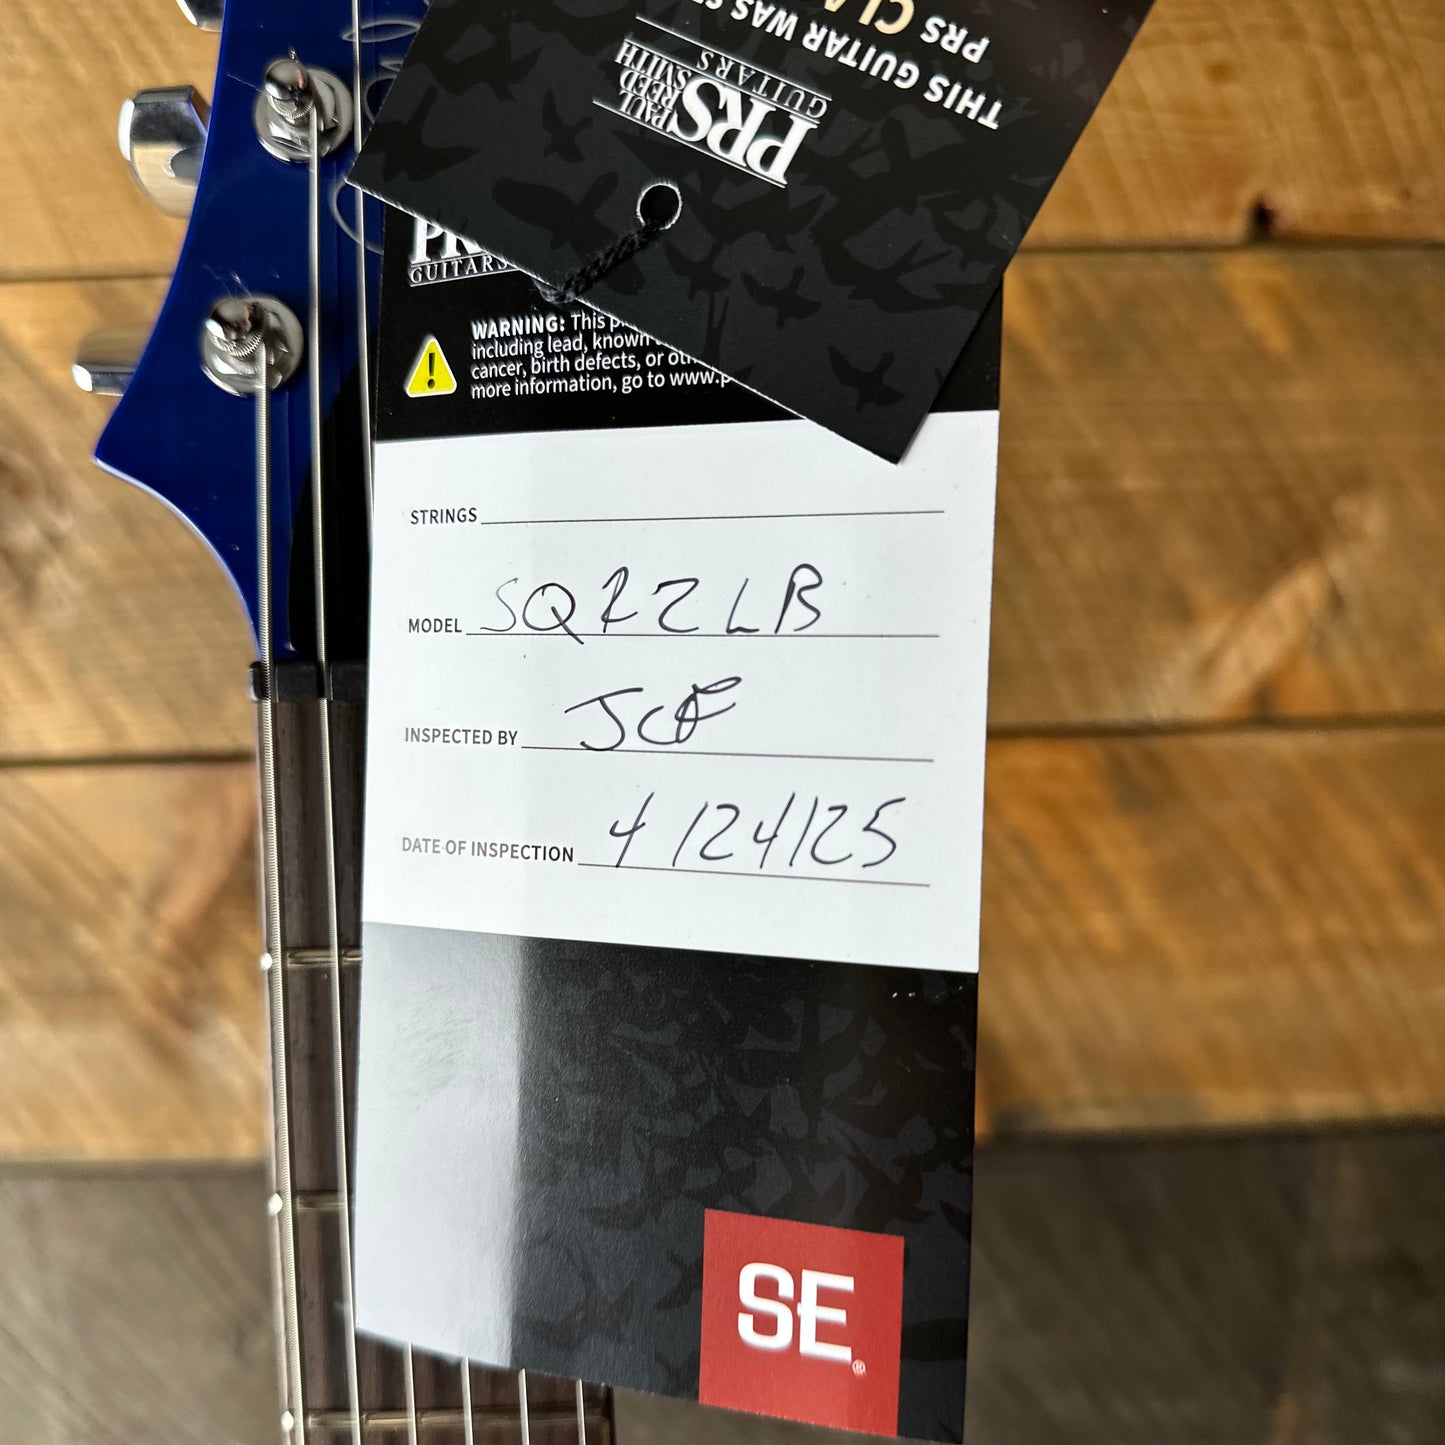 THIS GUITAR WAS
PRS
PAUL
REED
SMITH
PRS
GUITARS
GUITARS
WARNING: This
including lead, known
cancer, birth defects, or
more information, go to www.
STRINGS
MODEL SQ22LB
INSPECTED BY JCF
DATE OF INSPECTION 4/24/25
SE
®